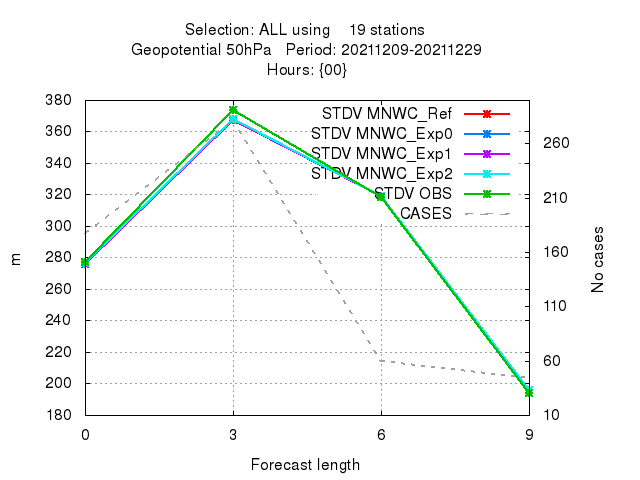 Selection: ALL using    19 stations
Geopotential 50hPa   Period: 20211209-20211229
Hours: {00}
380
360
340
320
300
280
260
240
220
200
180
m
STDV MNWC_Ref
STDV MNWC_Exp0
STDV MNWC_Exp1
STDV MNWC_Exp2
STDV OBS
CASES
260
210
160
110
60
10
No cases
0 3 6 9
Forecast length